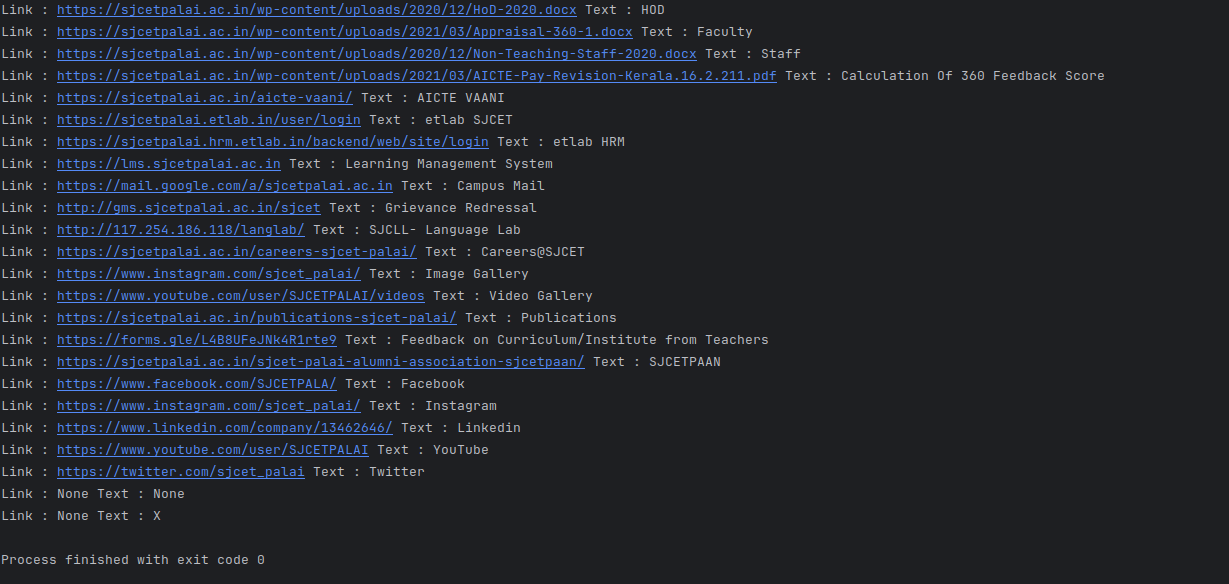 Link : https://sjcetpalai.ac.in/wp-content/uploads/2020/12/HoD-2020.docx Text : HOD
Link : https://sjcetpalai.ac.in/wp-content/uploads/2021/03/Appraisal-360-1.docx Text : Faculty
Link : https://sjcetpalai.ac.in/wp-content/uploads/2020/12/Non-Teaching-Staff-2020.docx Text : Staff
Link : https://sjcetpalai.ac.in/wp-content/uploads/2021/03/AICTE-Pay-Revision-Kerala.16.2.211.pdf Text : Calculation Of 360 Feedback Score
Link : https://sjcetpalai.ac.in/aicte-vaani/ Text : AICTE VAANI
Link : https://sjcetpalai.etlab.in/user/login Text : etlab SJCET
Link : https://sjcetpalai.hrm.etlab.in/backend/web/site/login Text : etlab HRM
Link : https://lms.sjcetpalai.ac.in Text : Learning Management System
Link : https://mail.google.com/a/sjcetpalai.ac.in Text : Campus Mail
Link : http://gms.sjcetpalai.ac.in/sjcet Text : Grievance Redressal
Link : http://117.254.186.118/langlab/ Text : SJCLL- Language Lab
Link : https://sjcetpalai.ac.in/careers-sjcet-palai/ Text : Careers@SJCET
Link : https://www.instagram.com/sjcet_palai/ Text : Image Gallery
Link : https://www.youtube.com/user/SJCETPALAI/videos Text : Video Gallery
Link : https://sjcetpalai.ac.in/publications-sjcet-palai/ Text : Publications
Link : https://forms.gle/L4B8UFeJNk4R1rte9 Text : Feedback on Curriculum/Institute from Teachers
Link : https://sjcetpalai.ac.in/sjcet-palai-alumni-association-sjcetpaan/ Text : SJCETPAAN
Link : https://www.facebook.com/SJCETPALA/ Text : Facebook
Link : https://www.instagram.com/sjcet_palai/ Text : Instagram
Link : https://www.linkedin.com/company/13462646/ Text : Linkedin
Link : https://www.youtube.com/user/SJCETPALAI Text : YouTube
Link : https://twitter.com/sjcet_palai Text : Twitter
Link : None Text : None
Link : None Text : X
Process finished with exit code 0